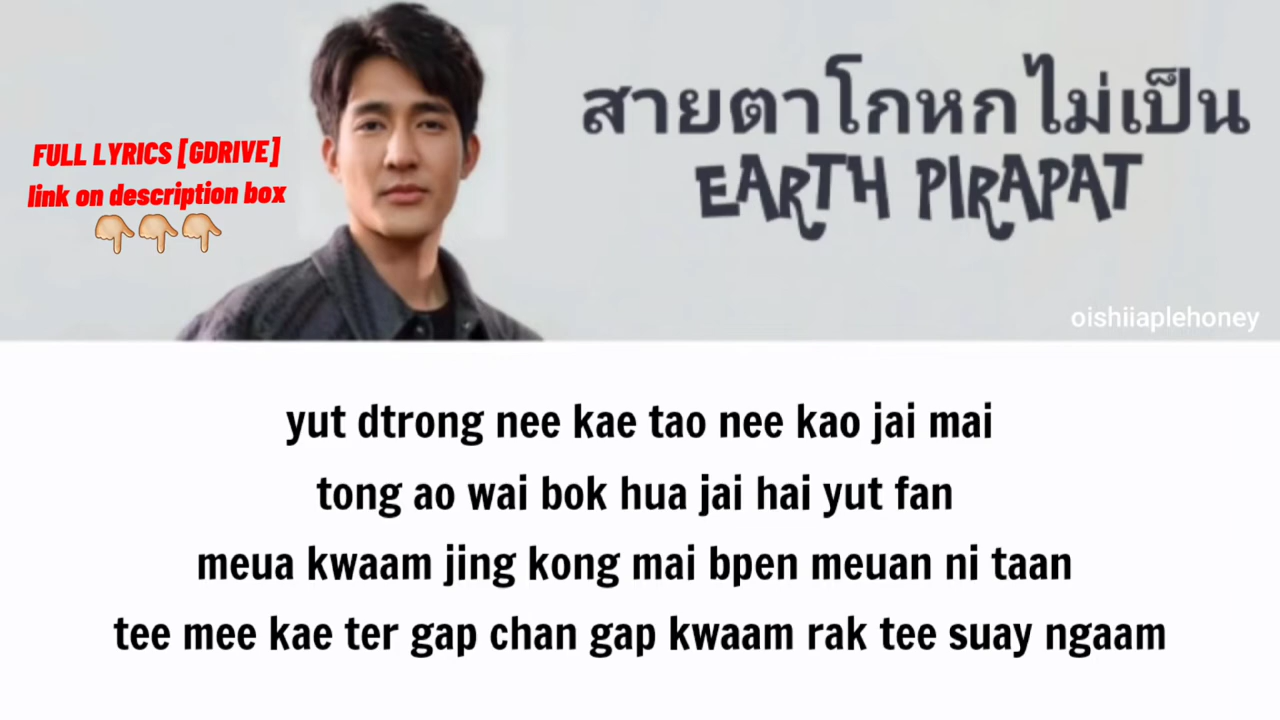 สายตาโกหกไม่เป็น
EARTH PIRAPAT
FULL LYRICS [GDRIVE]
link on description box
👇🏼👇🏼👇🏼
oishiiaplehoney
yut dtrong nee kae tao nee kao jai mai
tong ao wai bok hua jai hai yut fan
meua kwaam jing kong mai bpen meuan ni taan
tee mee kae ter gap chan gap kwaam rak tee suay ngaam